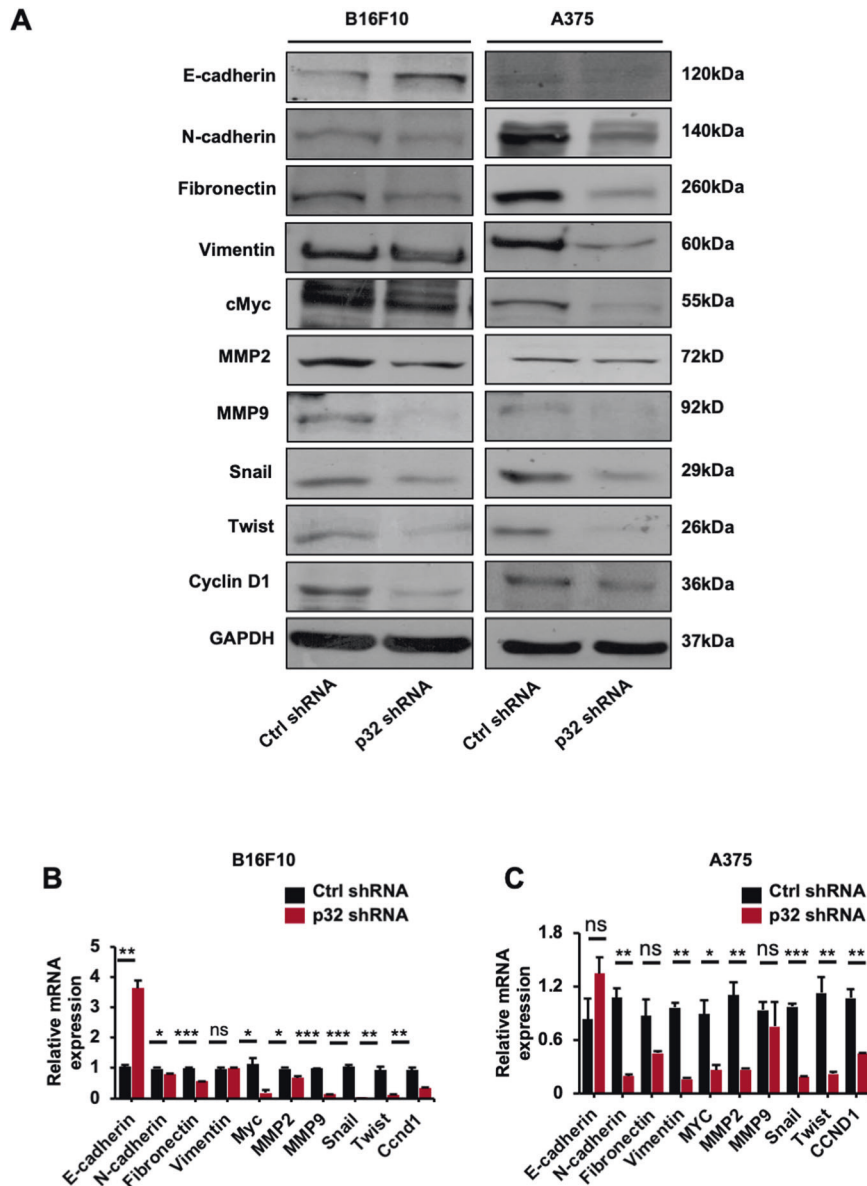 A
B16F10 A375
E-cadherin 120kDa
N-cadherin 140kDa
Fibronectin 260kDa
Vimentin 60kDa
cMyc 55kDa
MMP2 72kD
MMP9 92kD
Snail 29kDa
Twist 26kDa
Cyclin D1 36kDa
GAPDH 37kDa
Ctrl shRNA p32 shRNA Ctrl shRNA p32 shRNA
B
B16F10
Ctrl shRNA
p32 shRNA
Relative mRNA
expression
5
4
3
2
1
0
** * *** ns * * *** *** ** **
E-cadherin
N-cadherin
Fibronectin
Vimentin
Myc
MMP2
MMP9
Snail
Twist
Ccnd1
C
A375
Ctrl shRNA
p32 shRNA
Relative mRNA
expression
1.8
1.2
0.6
0
ns ** ns ** * ** ns *** ** **
E-cadherin
N-cadherin
Fibronectin
Vimentin
MYC
MMP2
MMP9
Snail
Twist
CCND1